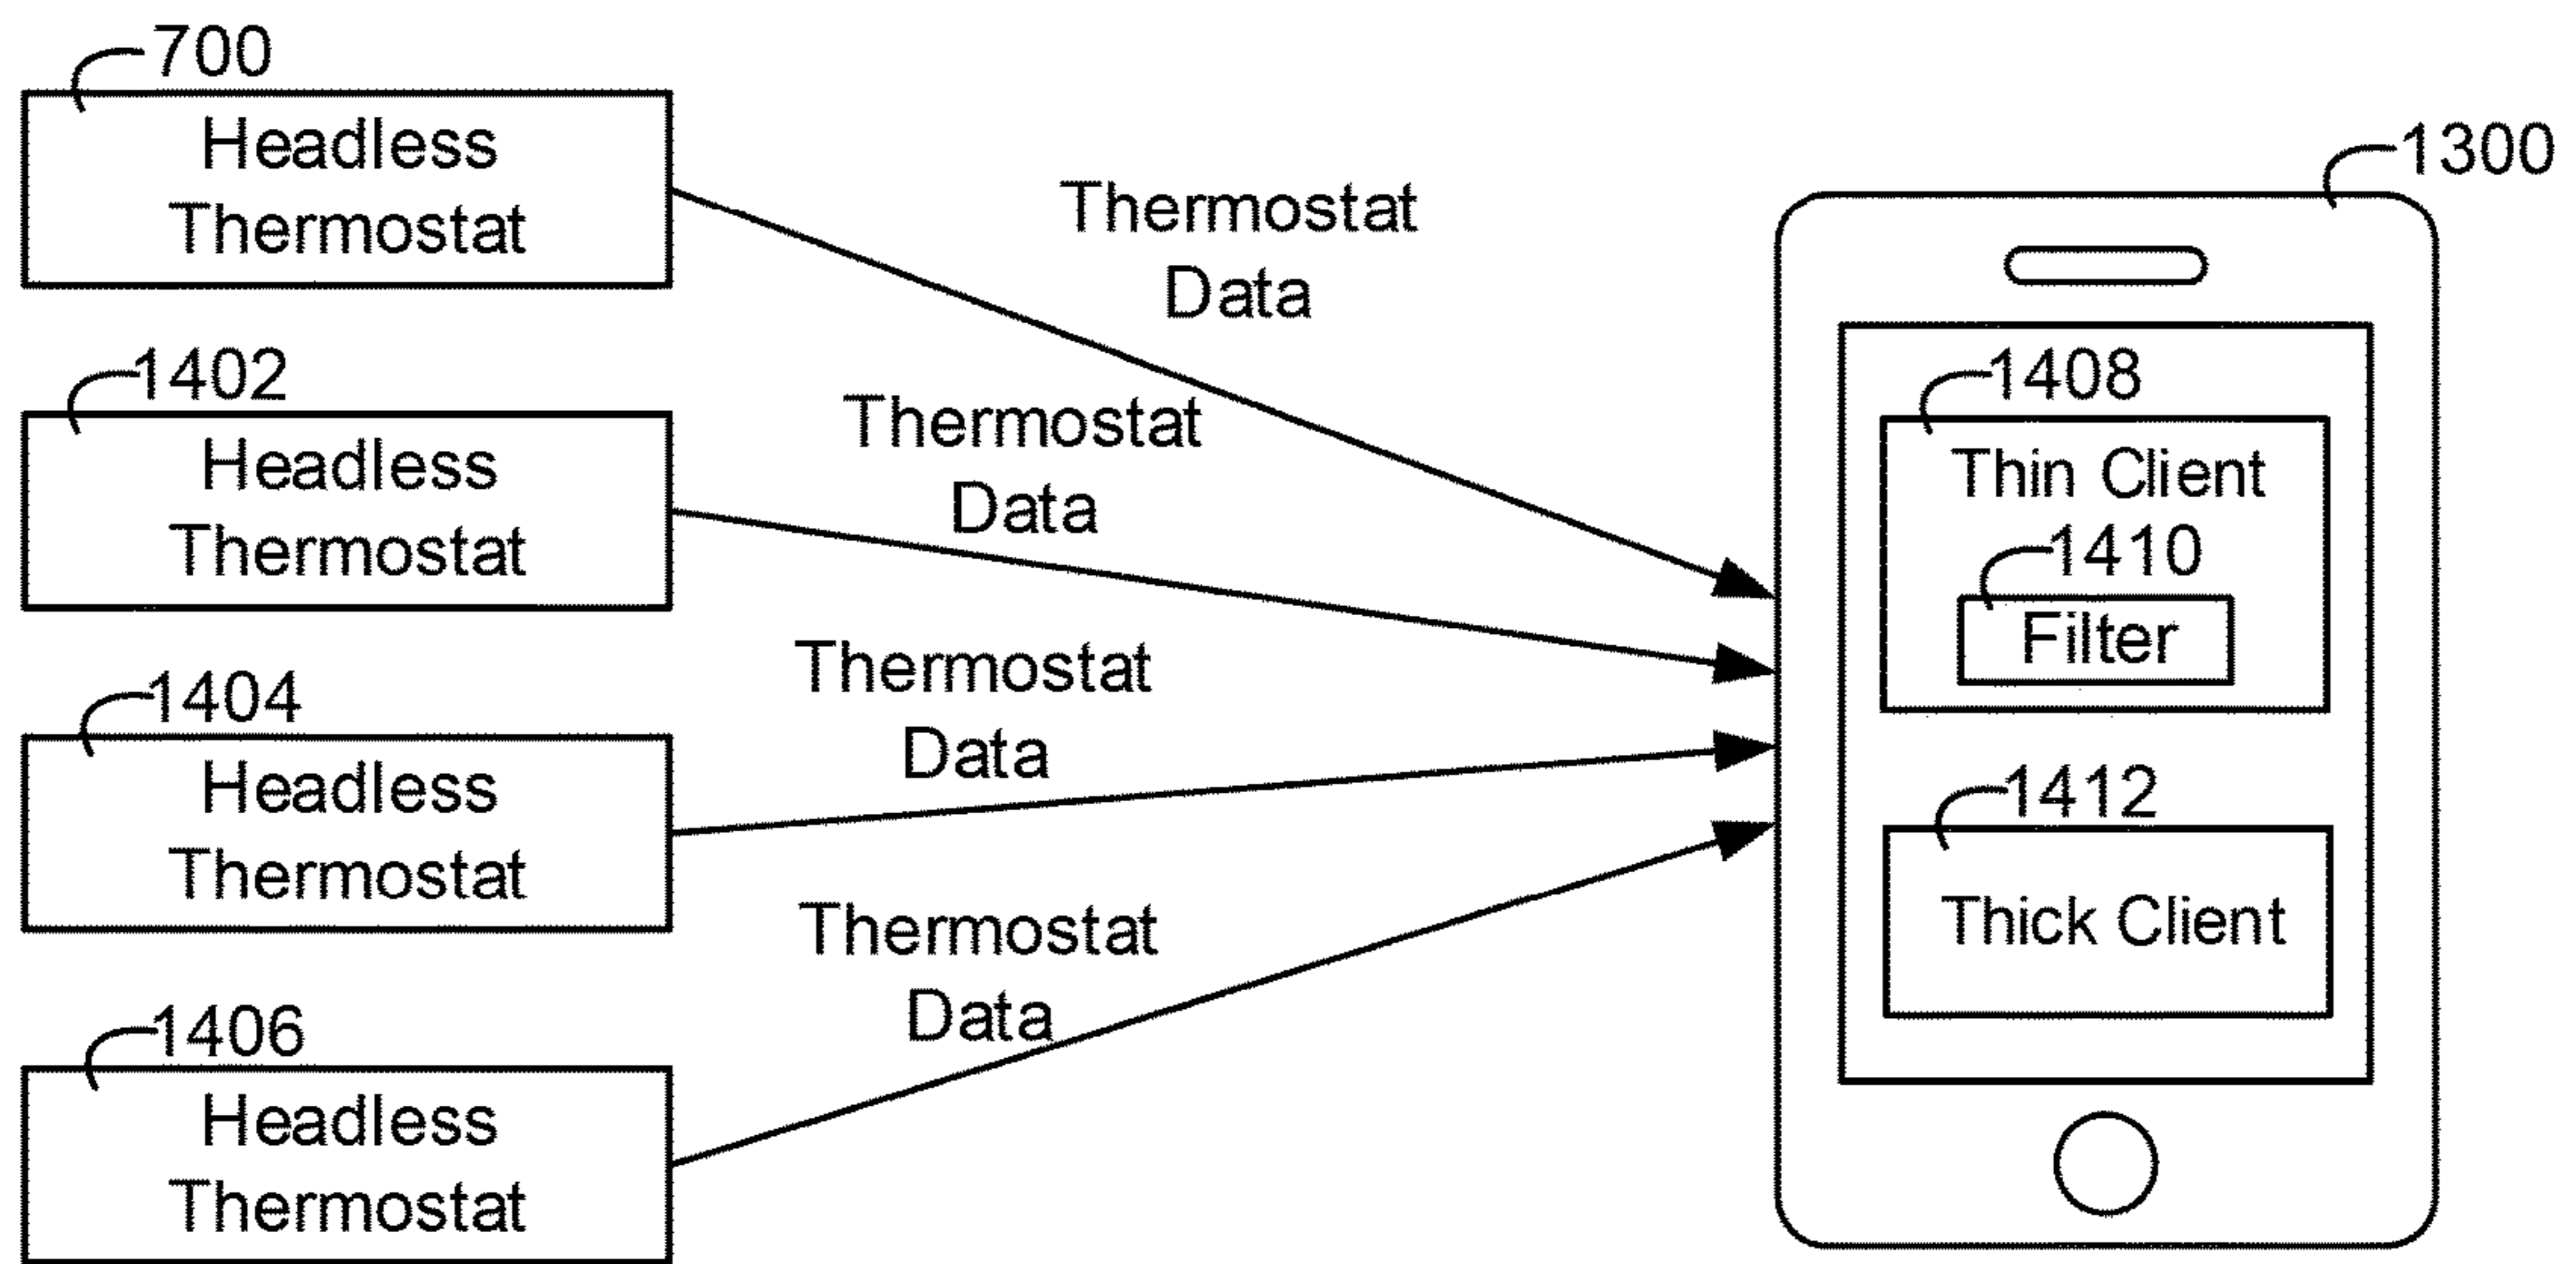 700
Headless
Thermostat
1402
Headless
Thermostat
1404
Headless
Thermostat
1406
Headless
Thermostat
Thermostat
Data
Thermostat
Data
Thermostat
Data
Thermostat
Data
1300
1408
Thin Client
1410
Filter
1412
Thick Client